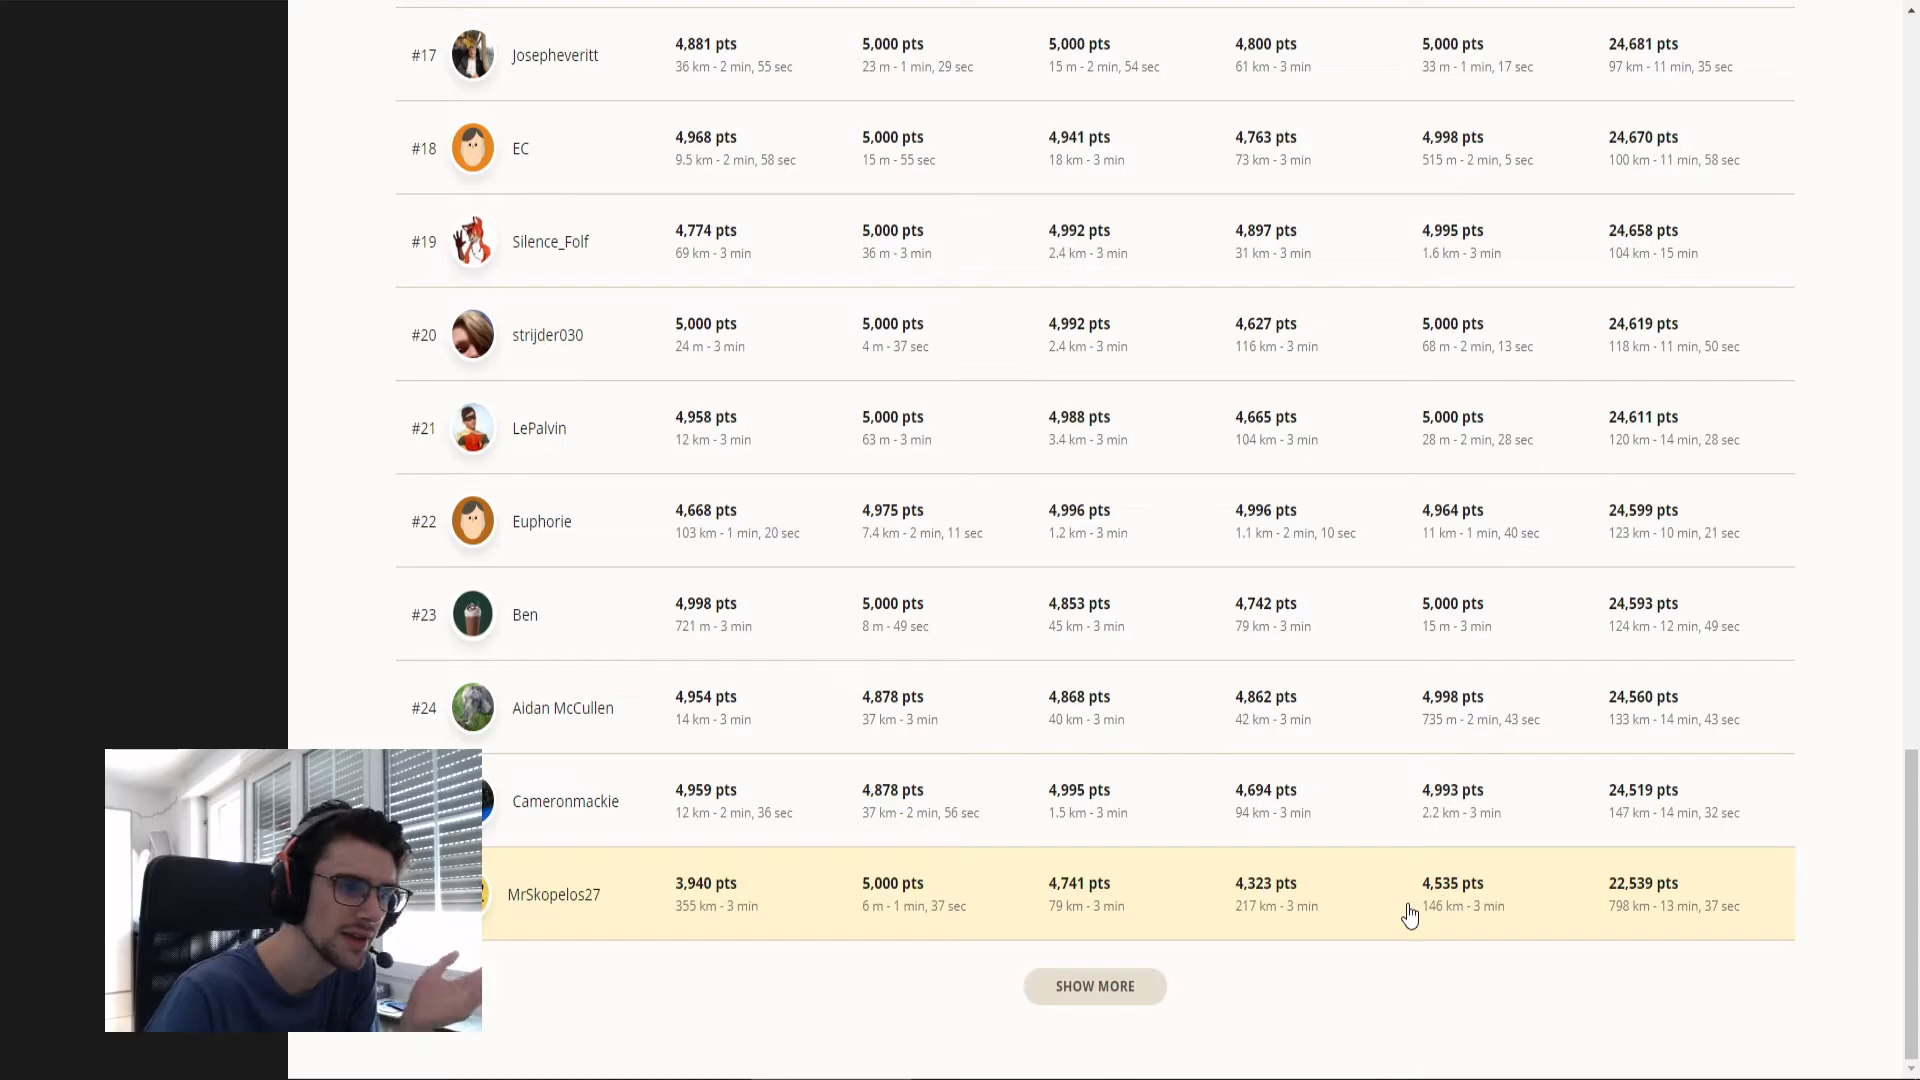 #17 Josepheveritt 4,881 pts 5,000 pts 5,000 pts 4,800 pts 5,000 pts 24,681 pts
36 km - 2 min, 55 sec 23 m - 1 min, 29 sec 15 m - 2 min, 54 sec 61 km - 3 min 33 m - 1 min, 17 sec 97 km - 11 min, 35 sec
#18 EC 4,968 pts 5,000 pts 4,941 pts 4,763 pts 4,998 pts 24,670 pts
9.5 km - 2 min, 58 sec 15 m - 55 sec 18 km - 3 min 73 km - 3 min 515 m - 2 min, 5 sec 100 km - 11 min, 58 sec
#19 Silence_Folf 4,774 pts 5,000 pts 4,992 pts 4,897 pts 4,995 pts 24,658 pts
69 km - 3 min 36 m - 3 min 2.4 km - 3 min 31 km - 3 min 1.6 km - 3 min 104 km - 15 min
#20 strijder030 5,000 pts 5,000 pts 4,992 pts 4,627 pts 5,000 pts 24,619 pts
24 m - 3 min 4 m - 37 sec 2.4 km - 3 min 116 km - 3 min 68 m - 2 min, 13 sec 118 km - 11 min, 50 sec
#21 LePalvin 4,958 pts 5,000 pts 4,988 pts 4,665 pts 5,000 pts 24,611 pts
12 km - 3 min 63 m - 3 min 3.4 km - 3 min 104 km - 3 min 28 m - 2 min, 28 sec 120 km - 14 min, 28 sec
#22 Euphorie 4,668 pts 4,975 pts 4,996 pts 4,996 pts 4,964 pts 24,599 pts
103 km - 1 min, 20 sec 7.4 km - 2 min, 11 sec 1.2 km - 3 min 1.1 km - 2 min, 10 sec 11 km - 1 min, 40 sec 123 km - 10 min, 21 sec
#23 Ben 4,998 pts 5,000 pts 4,853 pts 4,742 pts 5,000 pts 24,593 pts
721 m - 3 min 8 m - 49 sec 45 km - 3 min 79 km - 3 min 15 m - 3 min 124 km - 12 min, 49 sec
#24 Aidan McCullen 4,954 pts 4,878 pts 4,868 pts 4,862 pts 4,998 pts 24,560 pts
14 km - 3 min 37 km - 3 min 40 km - 3 min 42 km - 3 min 735 m - 2 min, 43 sec 133 km - 14 min, 43 sec
Cameronmackie 4,959 pts 4,878 pts 4,995 pts 4,694 pts 4,993 pts 24,519 pts
12 km - 2 min, 36 sec 37 km - 2 min, 56 sec 1.5 km - 3 min 94 km - 3 min 2.2 km - 3 min 147 km - 14 min, 32 sec
MrSkopelos27 3,940 pts 5,000 pts 4,741 pts 4,323 pts 4,535 pts 22,539 pts
355 km - 3 min 6 m - 1 min, 37 sec 79 km - 3 min 217 km - 3 min 146 km - 3 min 798 km - 13 min, 37 sec
SHOW MORE